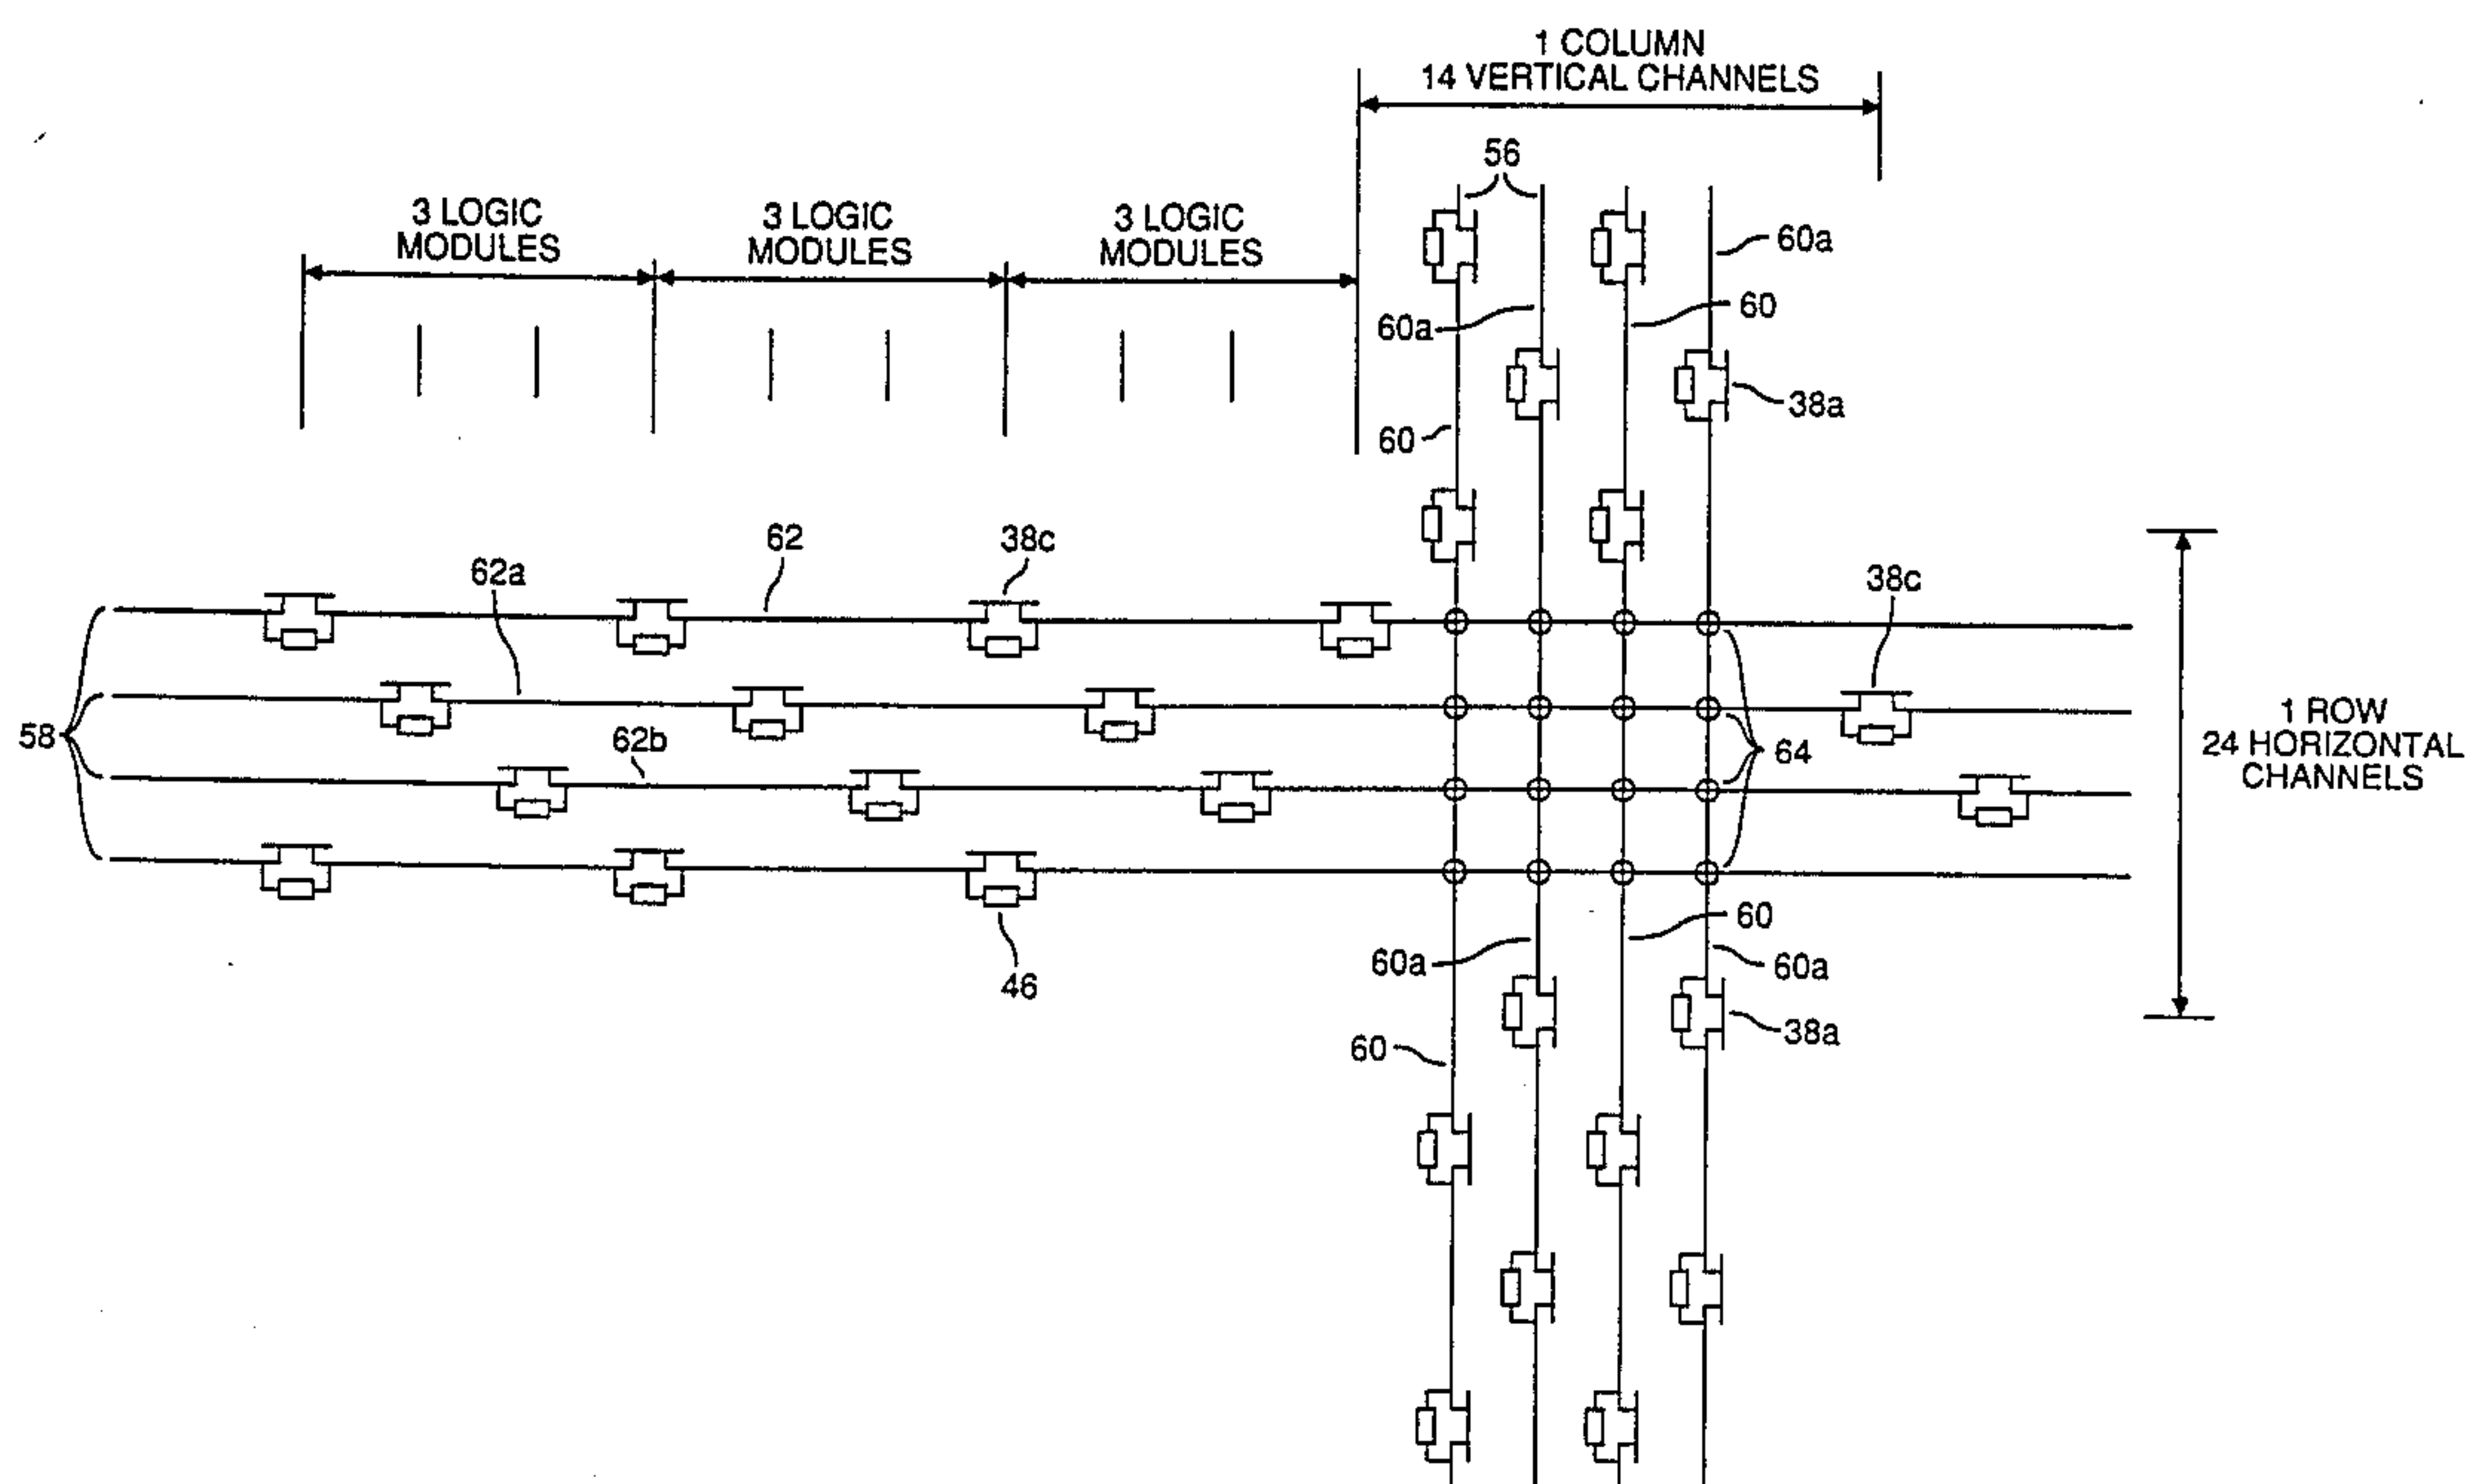 1 COLUMN
14 VERTICAL CHANNELS
56
3 LOGIC
MODULES
3 LOGIC
MODULES
3 LOGIC
MODULES
60a
60
60a
38a
60
62
38c
62a
38c
58
62b
64
1 ROW
24 HORIZONTAL
CHANNELS
46
60
60a
60a
60
38a